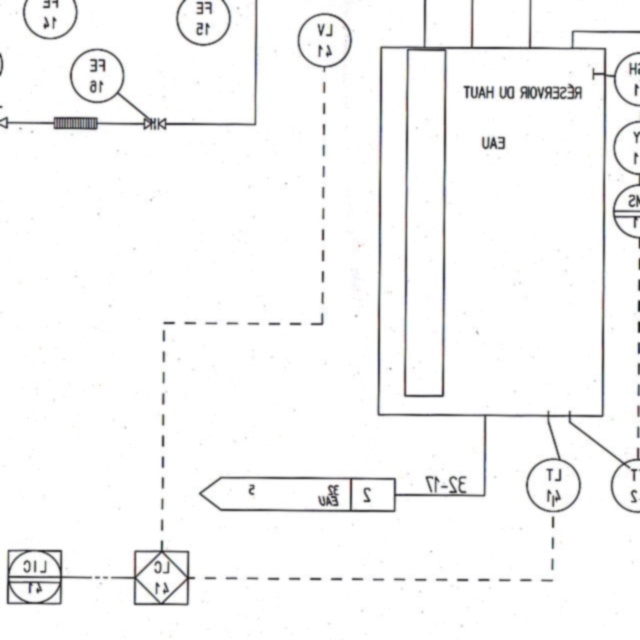 FE
14
FE
15
LV
41
FE
16
RÉSERVOIR DU HAUT
EAU
32-17
2
32
EAU
5
LT
41
LC
41
LIC
41